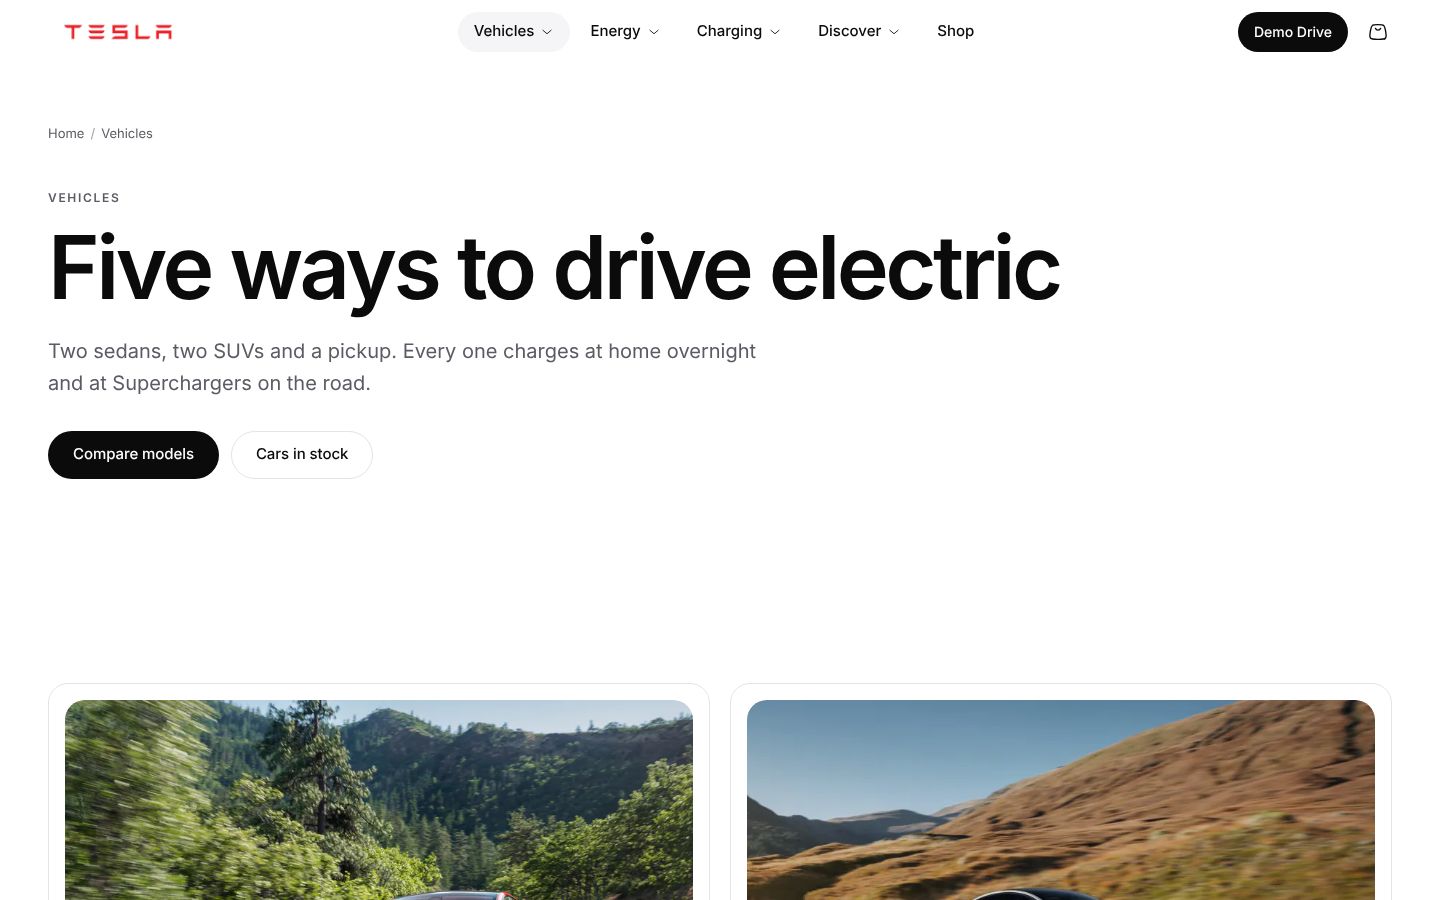 TESLA
Vehicles
Energy
Charging
Discover
Shop
Demo Drive
Home / Vehicles
VEHICLES
Five ways to drive electric
Two sedans, two SUVs and a pickup. Every one charges at home overnight
and at Superchargers on the road.
Compare models
Cars in stock